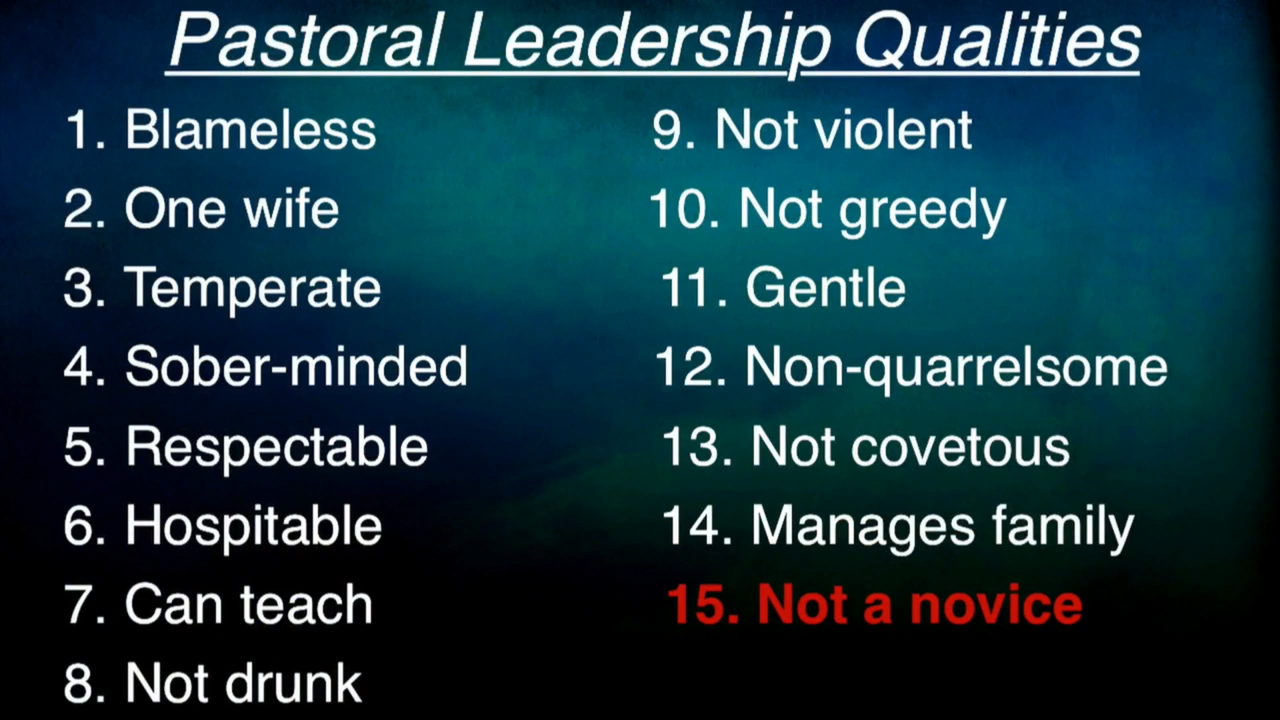 Pastoral Leadership Qualities
1. Blameless
2. One wife
3. Temperate
4. Sober-minded
5. Respectable
6. Hospitable
7. Can teach
8. Not drunk
9. Not violent
10. Not greedy
11. Gentle
12. Non-quarrelsome
13. Not covetous
14. Manages family
15. Not a novice